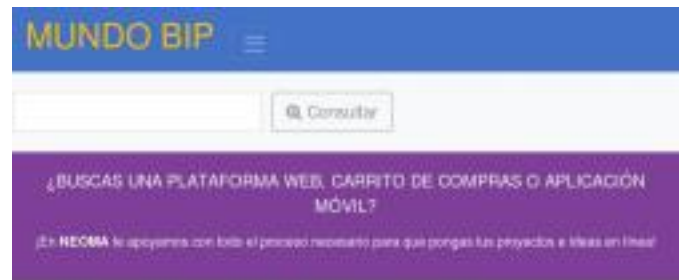 MUNDO BIP
Consultar
¿BUSCAS UNA PLATAFORMA WEB, CARRITO DE COMPRAS O APLICACIÓN
MÓVIL?
¡En NEOMA te apoyamos con todo el proceso necesario para que pongas tus proyectos e ideas en línea!